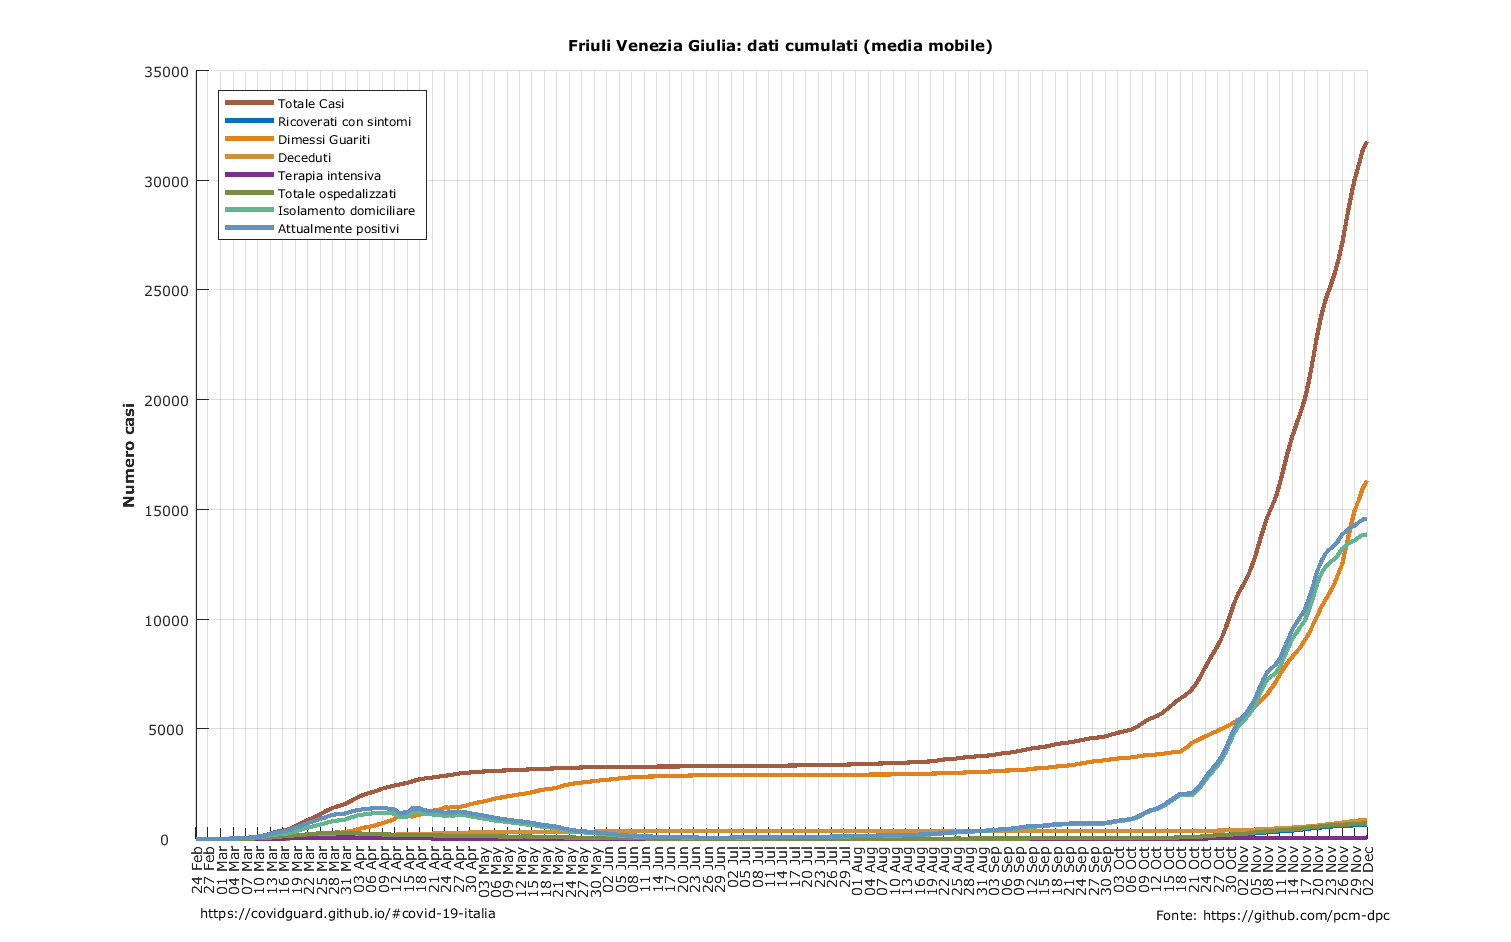 Friuli Venezia Giulia: dati cumulati (media mobile)
35000
30000
25000
20000
15000
10000
5000
0
Numero casi
Totale Casi
Ricoverati con sintomi
Dimessi Guariti
Deceduti
Terapia intensiva
Totale ospedalizzati
Isolamento domiciliare
Attualmente positivi
24 Feb
27 Feb
01 Mar
04 Mar
07 Mar
10 Mar
13 Mar
16 Mar
19 Mar
22 Mar
25 Mar
28 Mar
31 Mar
03 Apr
06 Apr
09 Apr
12 Apr
15 Apr
18 Apr
21 Apr
24 Apr
27 Apr
30 Apr
03 May
06 May
09 May
12 May
15 May
18 May
21 May
24 May
27 May
30 May
02 Jun
05 Jun
08 Jun
11 Jun
14 Jun
17 Jun
20 Jun
23 Jun
26 Jun
29 Jun
02 Jul
05 Jul
08 Jul
11 Jul
14 Jul
17 Jul
20 Jul
23 Jul
26 Jul
29 Jul
01 Aug
04 Aug
07 Aug
10 Aug
13 Aug
16 Aug
19 Aug
22 Aug
25 Aug
28 Aug
31 Aug
03 Sep
06 Sep
09 Sep
12 Sep
15 Sep
18 Sep
21 Sep
24 Sep
27 Sep
30 Sep
03 Oct
06 Oct
09 Oct
12 Oct
15 Oct
18 Oct
21 Oct
24 Oct
27 Oct
30 Oct
02 Nov
05 Nov
08 Nov
11 Nov
14 Nov
17 Nov
20 Nov
23 Nov
26 Nov
29 Nov
02 Dec
https://covidguard.github.io/#covid-19-italia
Fonte: https://github.com/pcm-dpc